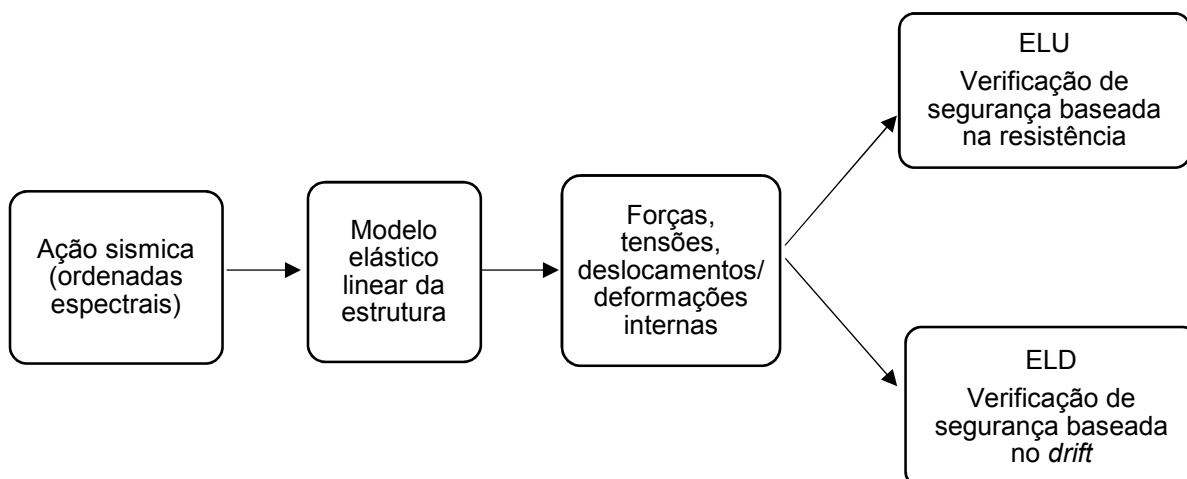 Ação sismica
(ordenadas
espectrais)
Modelo
elástico
linear da
estrutura
Forças,
tensões,
deslocamentos/
deformações
internas
ELU
Verificação de
segurança baseada
na resistência
ELD
Verificação de
segurança baseada
no drift